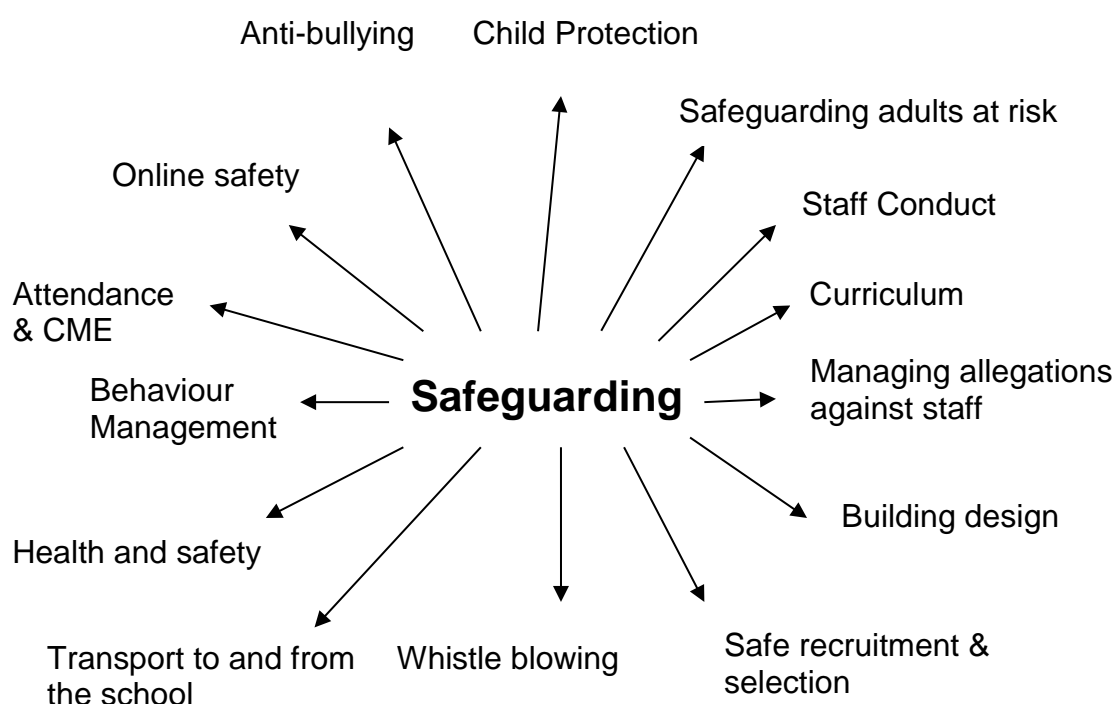 Anti-bullying
Child Protection
Safeguarding adults at risk
Online safety
Staff Conduct
Attendance
& CME
Curriculum
Behaviour
Management
Safeguarding
Managing allegations
against staff
Building design
Health and safety
Transport to and from
the school
Whistle blowing
Safe recruitment &
selection